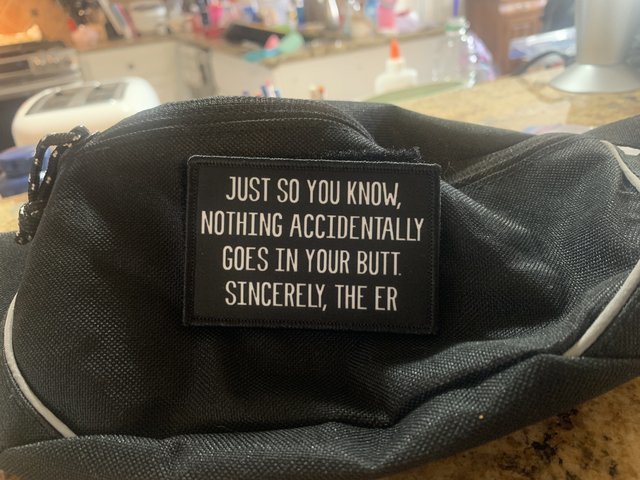 JUST SO YOU KNOW,
NOTHING ACCIDENTALLY
GOES IN YOUR BUTT.
SINCERELY, THE ER